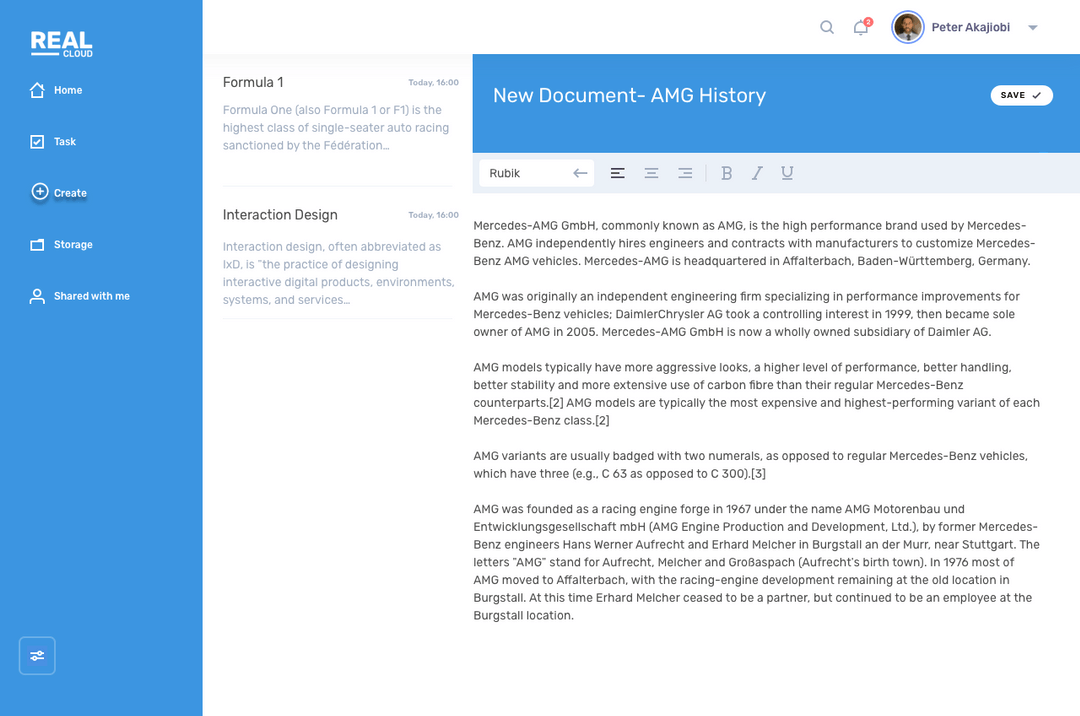 REAL
CLOUD
Home
Task
Create
Storage
Shared with me
2
Peter Akajiobi
Formula 1
Today, 16:00
Formula One (also Formula 1 or F1) is the
highest class of single-seater auto racing
sanctioned by the Fédération...
Interaction Design
Today, 16:00
Interaction design, often abbreviated as
IxD, is "the practice of designing
interactive digital products, environments,
systems, and services...
New Document- AMG History
SAVE
Rubik
B I U
Mercedes-AMG GmbH, commonly known as AMG, is the high performance brand used by Mercedes-
Benz. AMG independently hires engineers and contracts with manufacturers to customize Mercedes-
Benz AMG vehicles. Mercedes-AMG is headquartered in Affalterbach, Baden-Württemberg, Germany.
AMG was originally an independent engineering firm specializing in performance improvements for
Mercedes-Benz vehicles; DaimlerChrysler AG took a controlling interest in 1999, then became sole
owner of AMG in 2005. Mercedes-AMG GmbH is now a wholly owned subsidiary of Daimler AG.
AMG models typically have more aggressive looks, a higher level of performance, better handling,
better stability and more extensive use of carbon fibre than their regular Mercedes-Benz
counterparts.[2] AMG models are typically the most expensive and highest-performing variant of each
Mercedes-Benz class.[2]
AMG variants are usually badged with two numerals, as opposed to regular Mercedes-Benz vehicles,
which have three (e.g., C 63 as opposed to C 300).[3]
AMG was founded as a racing engine forge in 1967 under the name AMG Motorenbau und
Entwicklungsgesellschaft mbH (AMG Engine Production and Development, Ltd.), by former Mercedes-
Benz engineers Hans Werner Aufrecht and Erhard Melcher in Burgstall an der Murr, near Stuttgart. The
letters "AMG" stand for Aufrecht, Melcher and Großaspach (Aufrecht's birth town). In 1976 most of
AMG moved to Affalterbach, with the racing-engine development remaining at the old location in
Burgstall. At this time Erhard Melcher ceased to be a partner, but continued to be an employee at the
Burgstall location.